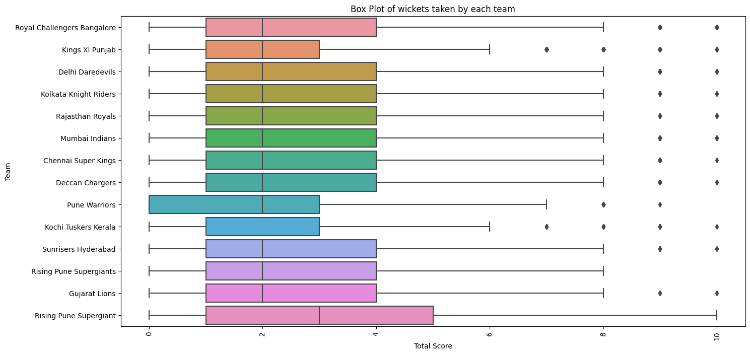 Box Plot of wickets taken by each team
Team
Royal Challengers Bangalore
Kings XI Punjab
Delhi Daredevils
Kolkata Knight Riders
Rajasthan Royals
Mumbai Indians
Chennai Super Kings
Deccan Chargers
Pune Warriors
Kochi Tuskers Kerala
Sunrisers Hyderabad
Rising Pune Supergiants
Gujarat Lions
Rising Pune Supergiant
0 2 4 6 8 10
Total Score